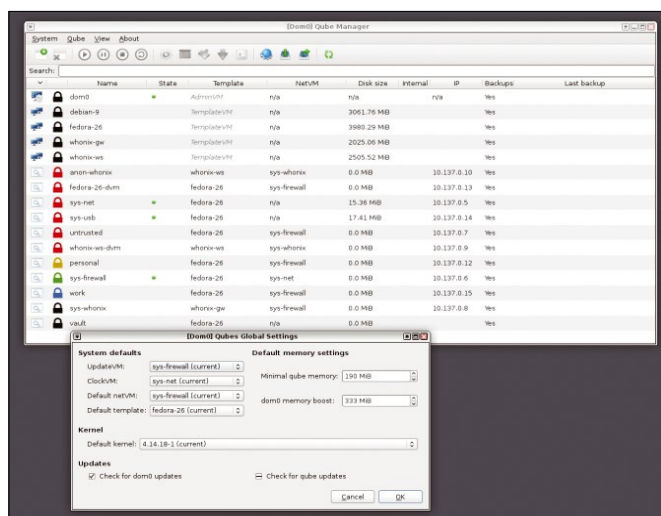 [Dom0] Qube Manager
System Qube View About
Search:
Name State Template NetVM Disk size Internal IP Backups Last backup
dom0 AdminVM n/a n/a n/a Yes
debian-9 TemplateVM n/a 3061.76 MiB Yes
fedora-26 TemplateVM n/a 3980.29 MiB Yes
whonix-gw TemplateVM n/a 2025.06 MiB Yes
whonix-ws TemplateVM n/a 2505.52 MiB Yes
anon-whonix whonix-ws sys-whonix 0.0 MiB 10.137.0.10 Yes
fedora-26-dvm fedora-26 sys-firewall 0.0 MiB 10.137.0.13 Yes
sys-net fedora-26 n/a 15.36 MiB 10.137.0.5 Yes
sys-usb fedora-26 n/a 17.41 MiB 10.137.0.14 Yes
untrusted fedora-26 sys-firewall 0.0 MiB 10.137.0.7 Yes
whonix-ws-dvm whonix-ws sys-whonix 0.0 MiB 10.137.0.9 Yes
personal fedora-26 sys-firewall 0.0 MiB 10.137.0.12 Yes
sys-firewall fedora-26 sys-net 0.0 MiB 10.137.0.6 Yes
work fedora-26 sys-firewall 0.0 MiB 10.137.0.15 Yes
sys-whonix whonix-gw sys-firewall 0.0 MiB 10.137.0.8 Yes
vault fedora-26 n/a 0.0 MiB Yes
[Dom0] Qubes Global Settings
System defaults Default memory settings
UpdateVM: sys-firewall (current)
Minimal qube memory: 190 MiB
ClockVM: sys-net (current)
Default netVM: sys-firewall (current)
dom0 memory boost: 333 MiB
Default template: fedora-26 (current)
Kernel
Default kernel: 4.14.18-1 (current)
Updates
Check for dom0 updates Check for qube updates
Cancel OK